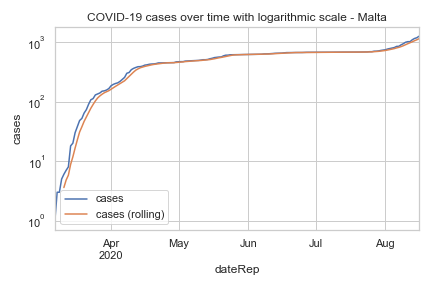 COVID-19 cases over time with logarithmic scale - Malta
cases
10³
10²
10¹
10⁰
cases
cases (rolling)
Apr
2020
May
Jun
Jul
Aug
dateRep